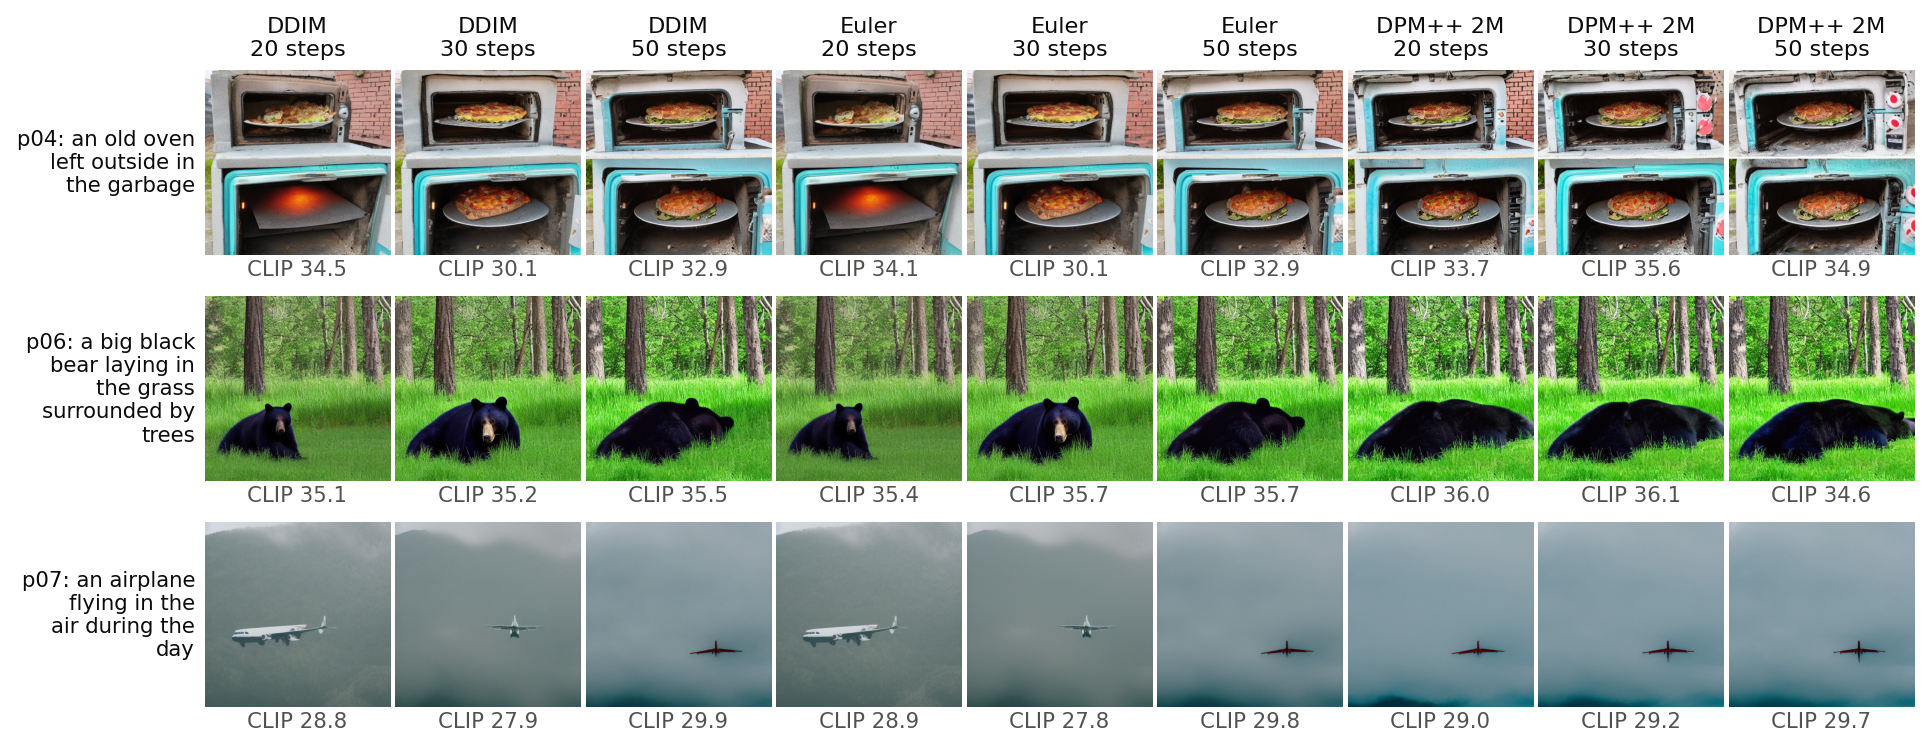 DDIM
20 steps
DDIM
30 steps
DDIM
50 steps
Euler
20 steps
Euler
30 steps
Euler
50 steps
DPM++ 2M
20 steps
DPM++ 2M
30 steps
DPM++ 2M
50 steps
p04: an old oven
left outside in
the garbage
CLIP 34.5
CLIP 30.1
CLIP 32.9
CLIP 34.1
CLIP 30.1
CLIP 32.9
CLIP 33.7
CLIP 35.6
CLIP 34.9
p06: a big black
bear laying in
the grass
surrounded by
trees
CLIP 35.1
CLIP 35.2
CLIP 35.5
CLIP 35.4
CLIP 35.7
CLIP 35.7
CLIP 36.0
CLIP 36.1
CLIP 34.6
p07: an airplane
flying in the
air during the
day
CLIP 28.8
CLIP 27.9
CLIP 29.9
CLIP 28.9
CLIP 27.8
CLIP 29.8
CLIP 29.0
CLIP 29.2
CLIP 29.7